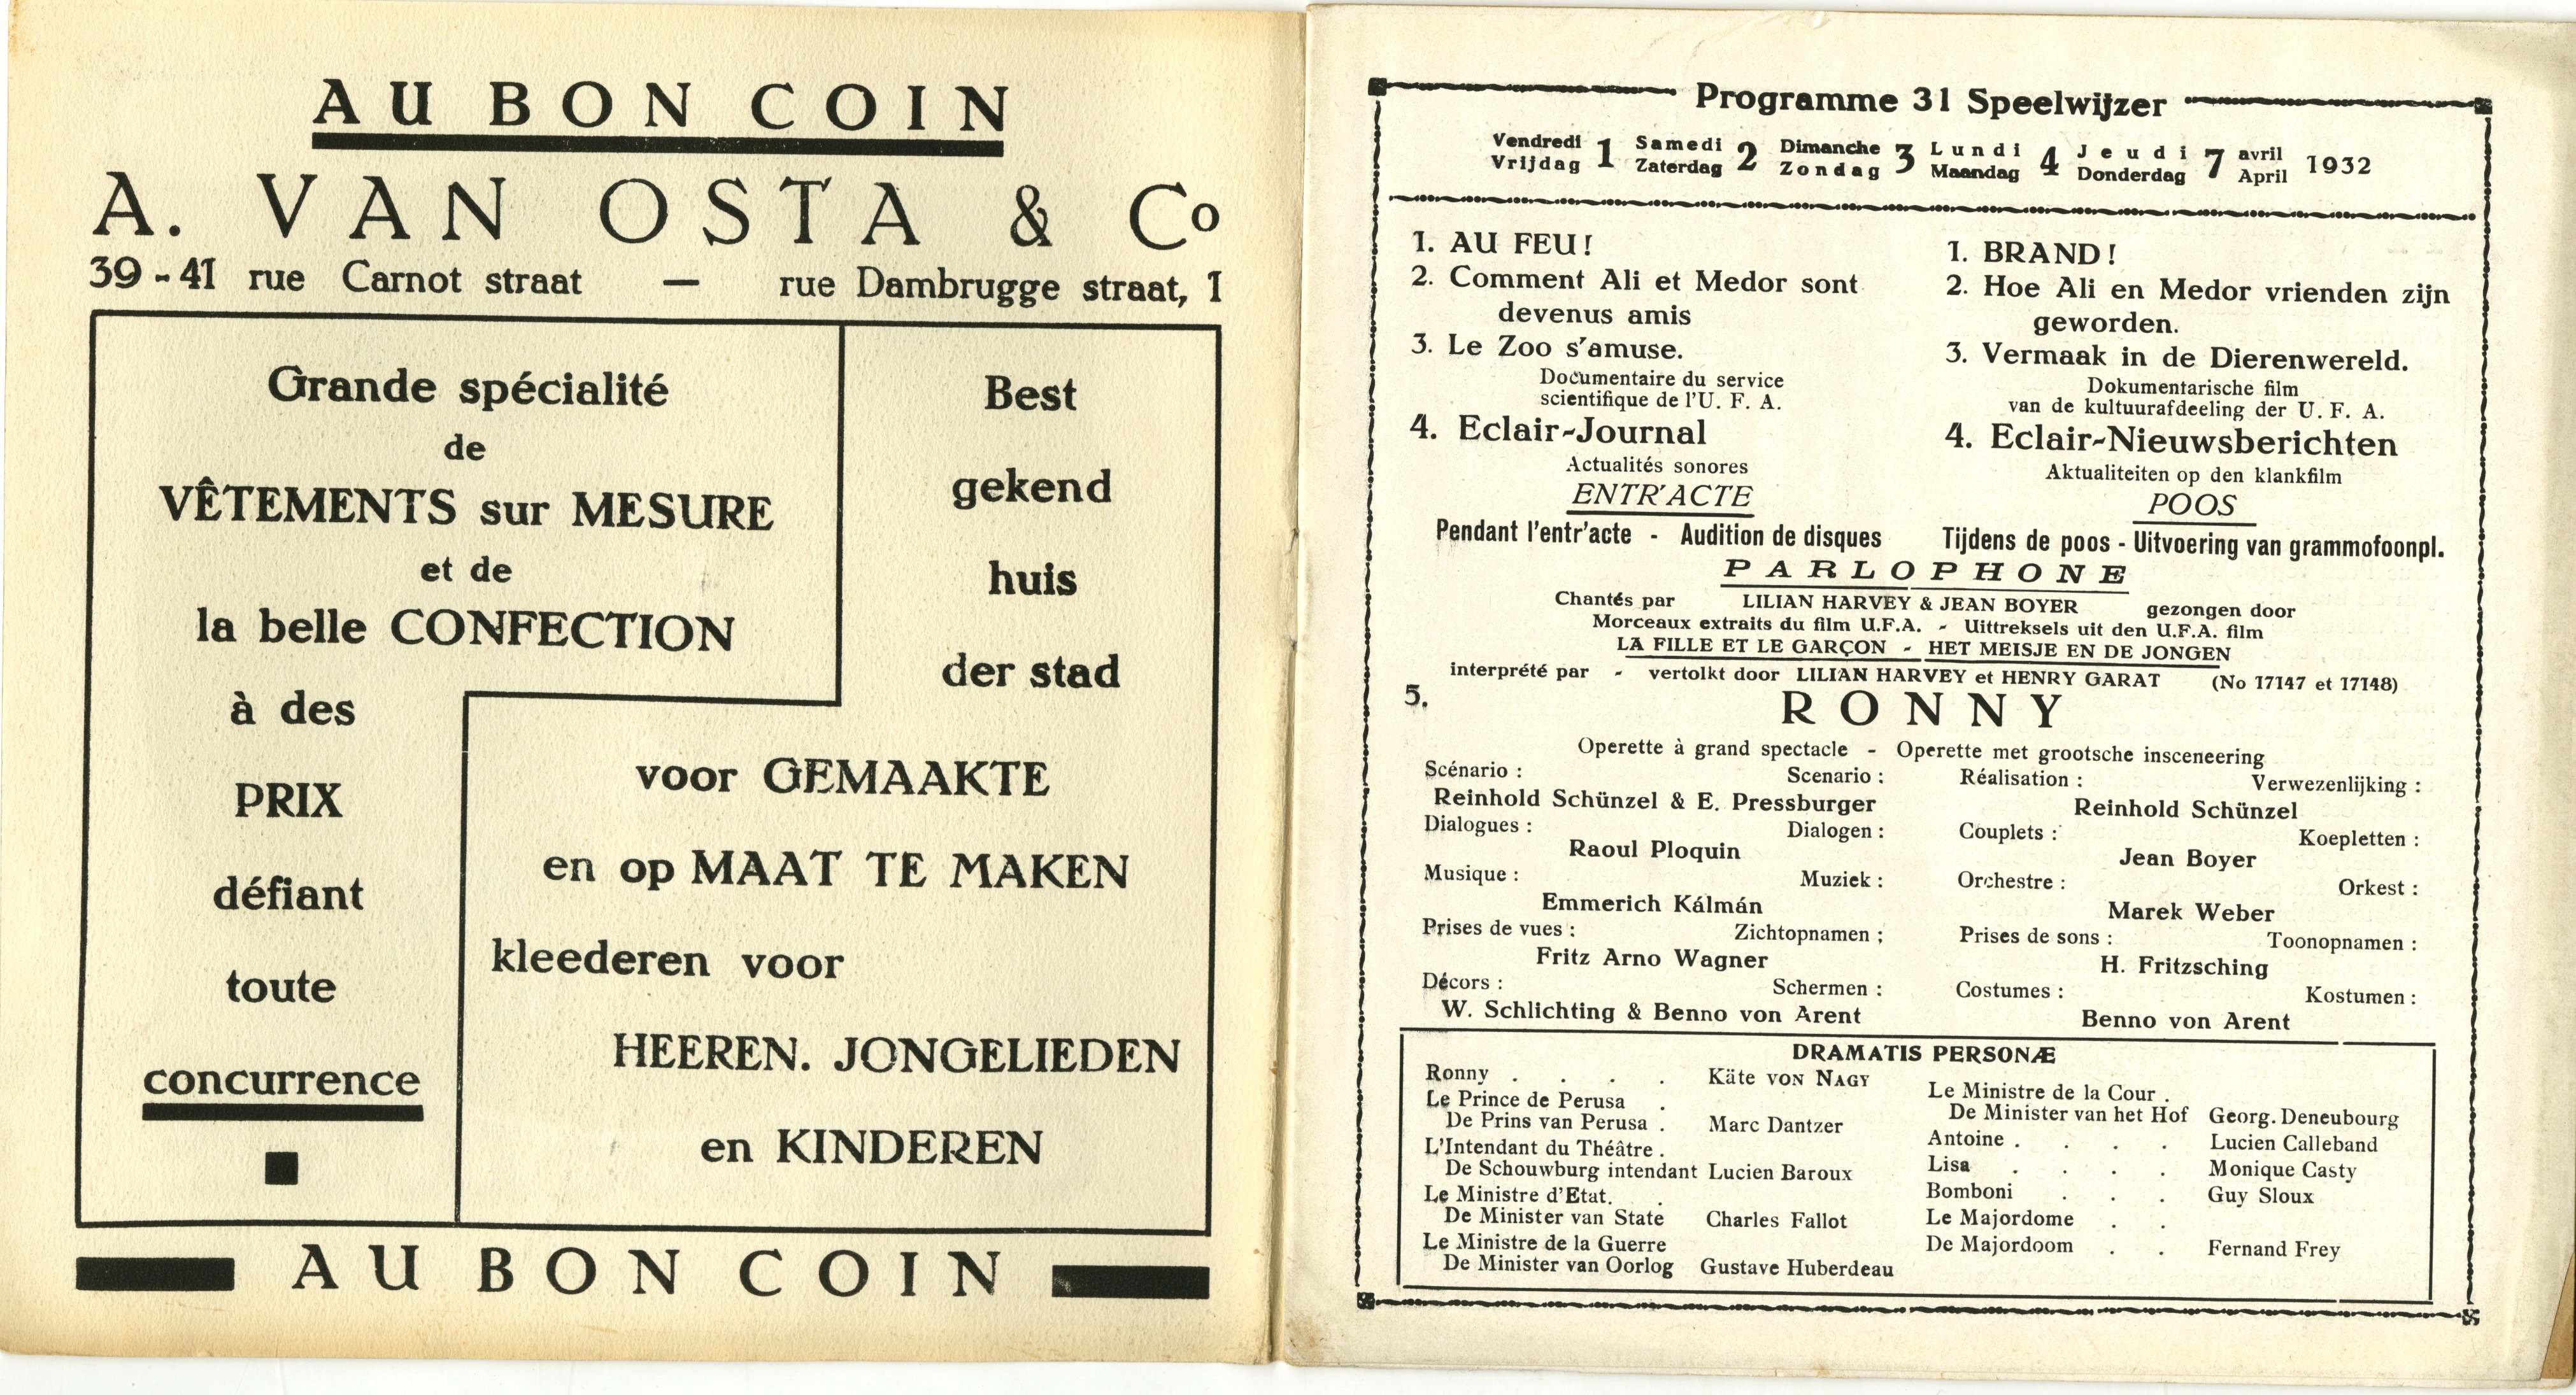 AU BON COIN
A. VAN OSTA & Co
39-41 rue Carnot straat — rue Dambrugge straat, 1
Grande spécialité
de
VÊTEMENTS sur MESURE
et de
la belle CONFECTION
à des
PRIX
défiant
toute
concurrence
Best
gekend
huis
der stad
voor GEMAAKTE
en op MAAT TE MAKEN
kleederen voor
HEEREN. JONGELIEDEN
en KINDEREN
AU BON COIN
Programme 31 Speelwijzer
Vendredi Vrijdag 1 Samedi Zaterdag 2 Dimanche Zondag 3 Lundi Maandag 4 Jeudi Donderdag 7 avril April 1932
1. AU FEU!
2. Comment Ali et Medor sont
devenus amis
3. Le Zoo s'amuse.
Documentaire du service
scientifique de l'U. F. A.
4. Eclair-Journal
Actualités sonores
ENTR'ACTE
Pendant l'entr'acte - Audition de disques
1. BRAND!
2. Hoe Ali en Medor vrienden zijn
geworden.
3. Vermaak in de Dierenwereld.
Dokumentarische film
van de kultuurafdeeling der U. F. A.
4. Eclair-Nieuwsberichten
Aktualiteiten op den klankfilm
POOS
Tijdens de poos - Uitvoering van grammofoonpl.
PARLOPHONE
Chantés par LILIAN HARVEY & JEAN BOYER gezongen door
Morceaux extraits du film U.F.A. - Uittreksels uit den U.F.A. film
LA FILLE ET LE GARÇON - HET MEISJE EN DE JONGEN
interprété par - vertolkt door LILIAN HARVEY et HENRY GARAT (No 17147 et 17148)
5. RONNY
Operette à grand spectacle - Operette met grootsche insceneering
Scénario : Scenario : Réalisation : Verwezenlijking :
Reinhold Schünzel & E. Pressburger Reinhold Schünzel
Dialogues : Dialogen : Couplets : Koepletten :
Raoul Ploquin Jean Boyer
Musique : Muziek : Orchestre : Orkest :
Emmerich Kálmán Marek Weber
Prises de vues : Zichtopnamen ; Prises de sons : Toonopnamen :
Fritz Arno Wagner H. Fritzsching
Décors : Schermen : Costumes : Kostumen :
W. Schlichting & Benno von Arent Benno von Arent
DRAMATIS PERSONÆ
Ronny . . . . Käte VON NAGY
Le Prince de Perusa .
De Prins van Perusa . Marc Dantzer
L'Intendant du Théâtre .
De Schouwburg intendant Lucien Baroux
Le Ministre d'Etat. .
De Minister van State Charles Fallot
Le Ministre de la Guerre
De Minister van Oorlog Gustave Huberdeau
Le Ministre de la Cour .
De Minister van het Hof Georg. Deneubourg
Antoine . . . . Lucien Calleband
Lisa . . . . Monique Casty
Bomboni . . . Guy Sloux
Le Majordome . .
De Majordoom . . Fernand Frey